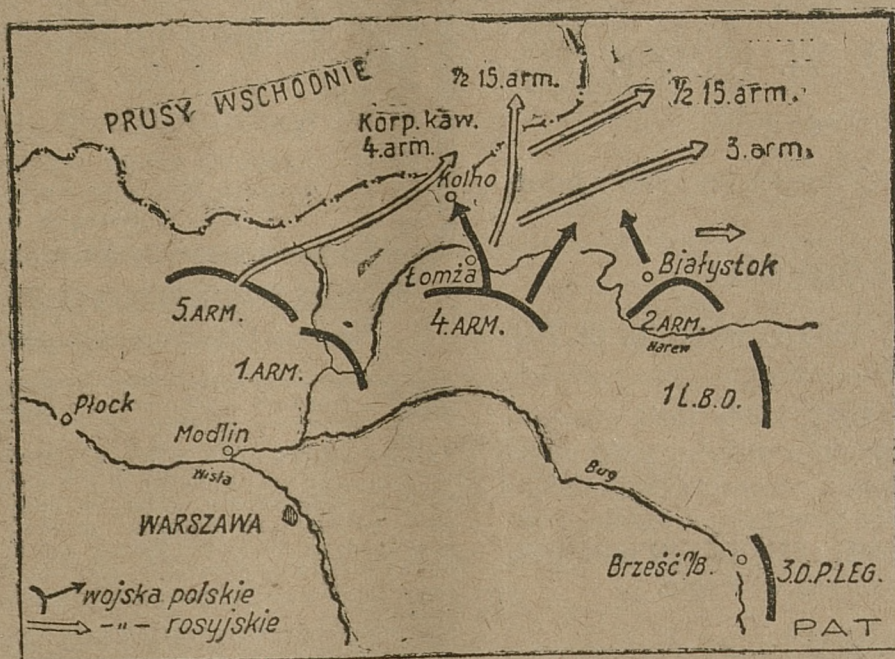 PRUSY WSCHODNIE
½ 15.arm.
½ 15.arm.
Korp. kaw.
4.arm.
3.arm.
Kolho
Łomża
Białystok
5.ARM.
4.ARM.
2 ARM.
Narew
1.ARM.
1 L.B.D.
Płock
Modlin
Wisła
Bug
WARSZAWA
Brześć n/B.
3.D.P.LEG.
wojska polskie
-"- rosyjskie
PAT